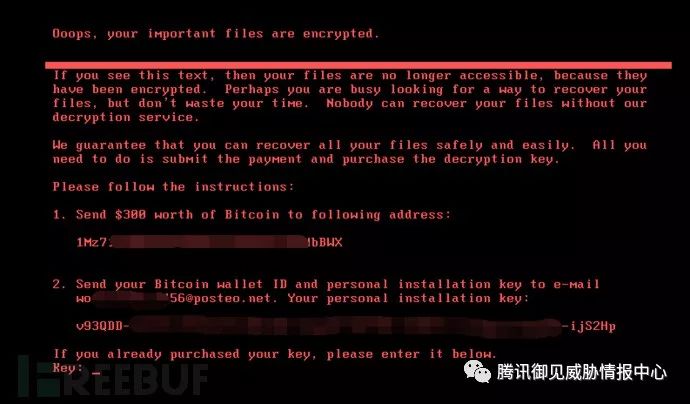 Ooops, your important files are encrypted.
If you see this text, then your files are no longer accessible, because they
have been encrypted.  Perhaps you are busy looking for a way to recover your
files, but don't waste your time.  Nobody can recover your files without our
decryption service.
We guarantee that you can recover all your files safely and easily.  All you
need to do is submit the payment and purchase the decryption key.
Please follow the instructions:
1. Send $300 worth of Bitcoin to following address:
1Mz7 bBWX
2. Send your Bitcoin wallet ID and personal installation key to e-mail
wo 56@posteo.net. Your personal installation key:
v93QDD- -ijS2Hp
If you already purchased your key, please enter it below.
Key: _
FREEBUF
腾讯御见威胁情报中心